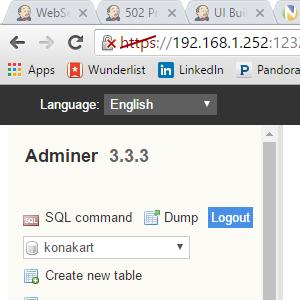 WebSe
502 Pr
UI Bui
https://192.168.1.252:123
Apps Wunderlist LinkedIn Pandora
Language: English
Adminer 3.3.3
SQL command Dump Logout
konakart
Create new table